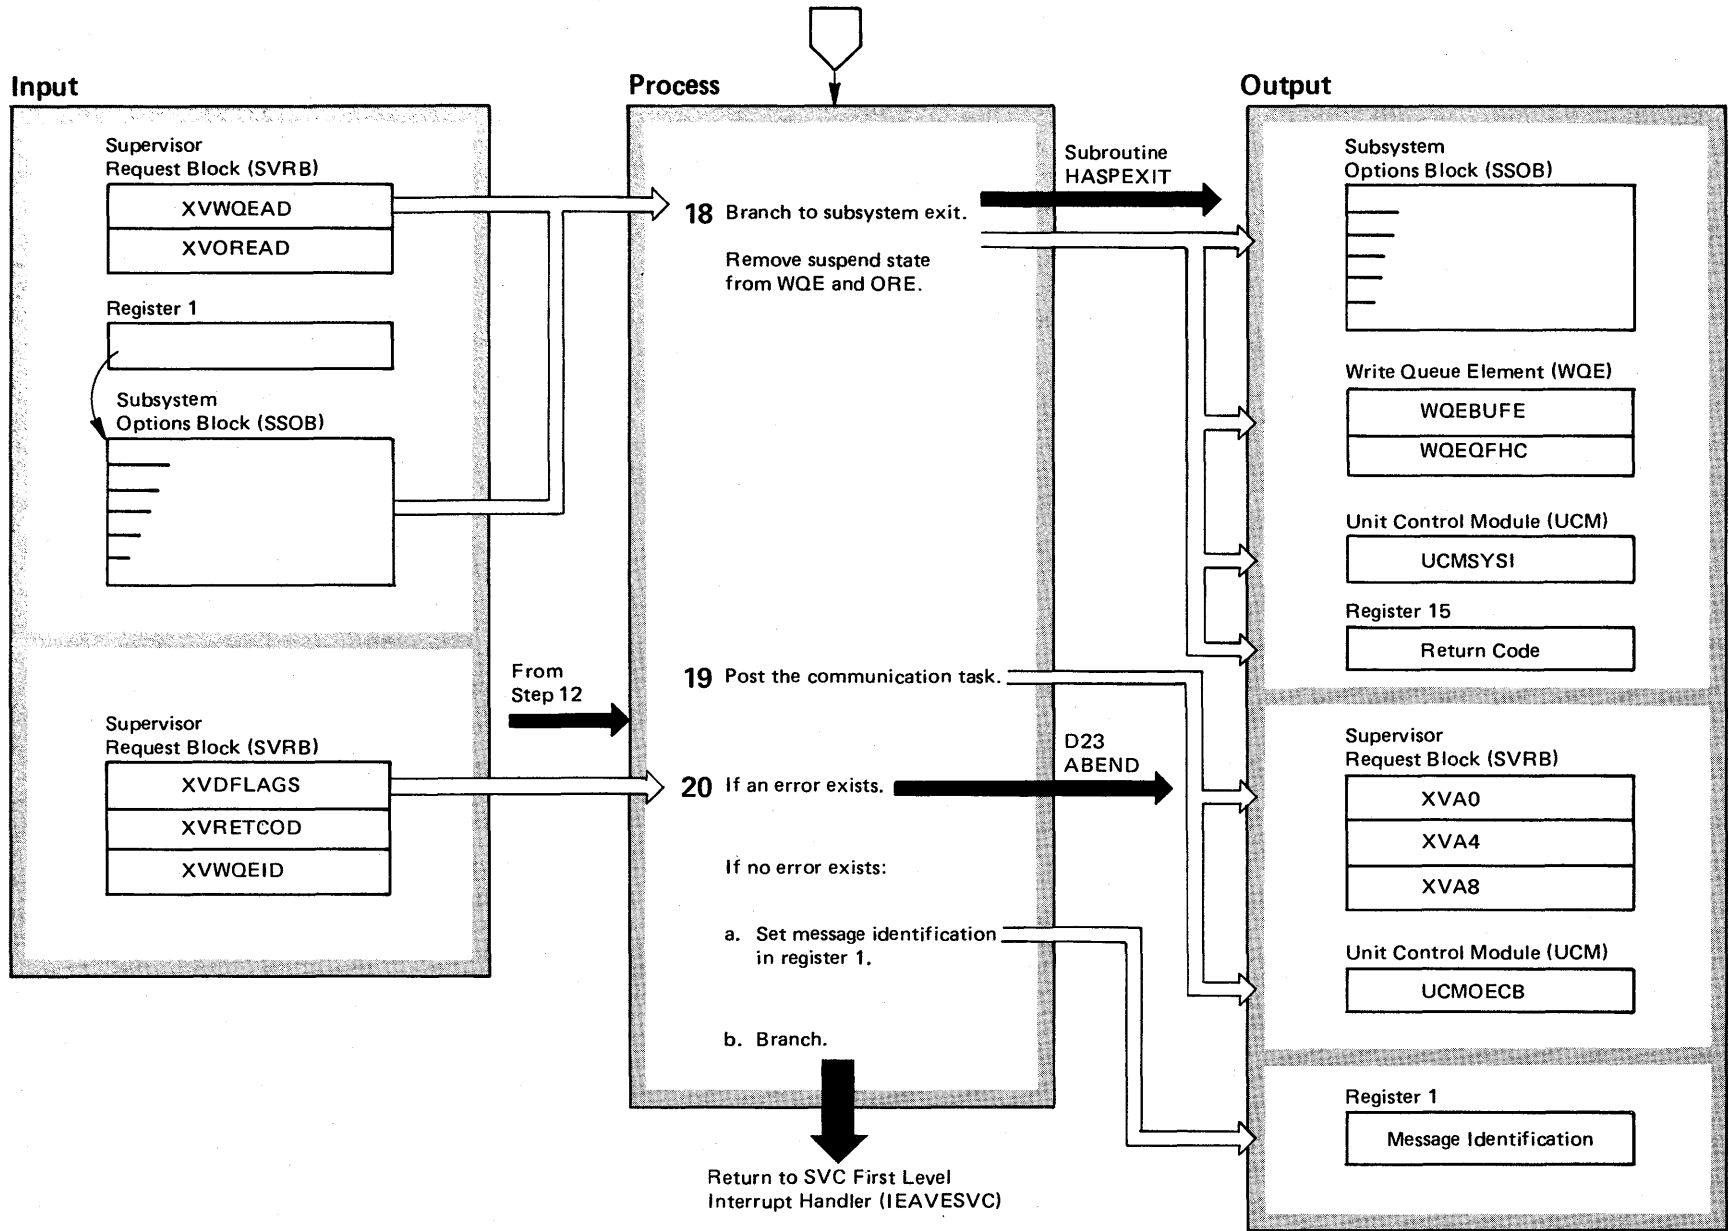 Input
Supervisor
Request Block (SVRB)
XVWQEAD
XVOREAD
Register 1
Subsystem
Options Block (SSOB)
Supervisor
Request Block (SVRB)
XVDFLAGS
XVRETCOD
XVWQEID
From
Step 12
Process
18 Branch to subsystem exit.
Remove suspend state
from WQE and ORE.
19 Post the communication task.
20 If an error exists.
If no error exists:
a. Set message identification
in register 1.
b. Branch.
Return to SVC First Level
Interrupt Handler (IEAVESVC)
Subroutine
HASPEXIT
D23
ABEND
Output
Subsystem
Options Block (SSOB)
Write Queue Element (WQE)
WQEBUFE
WQEQFHC
Unit Control Module (UCM)
UCMSYSI
Register 15
Return Code
Supervisor
Request Block (SVRB)
XVA0
XVA4
XVA8
Unit Control Module (UCM)
UCMOECB
Register 1
Message Identification